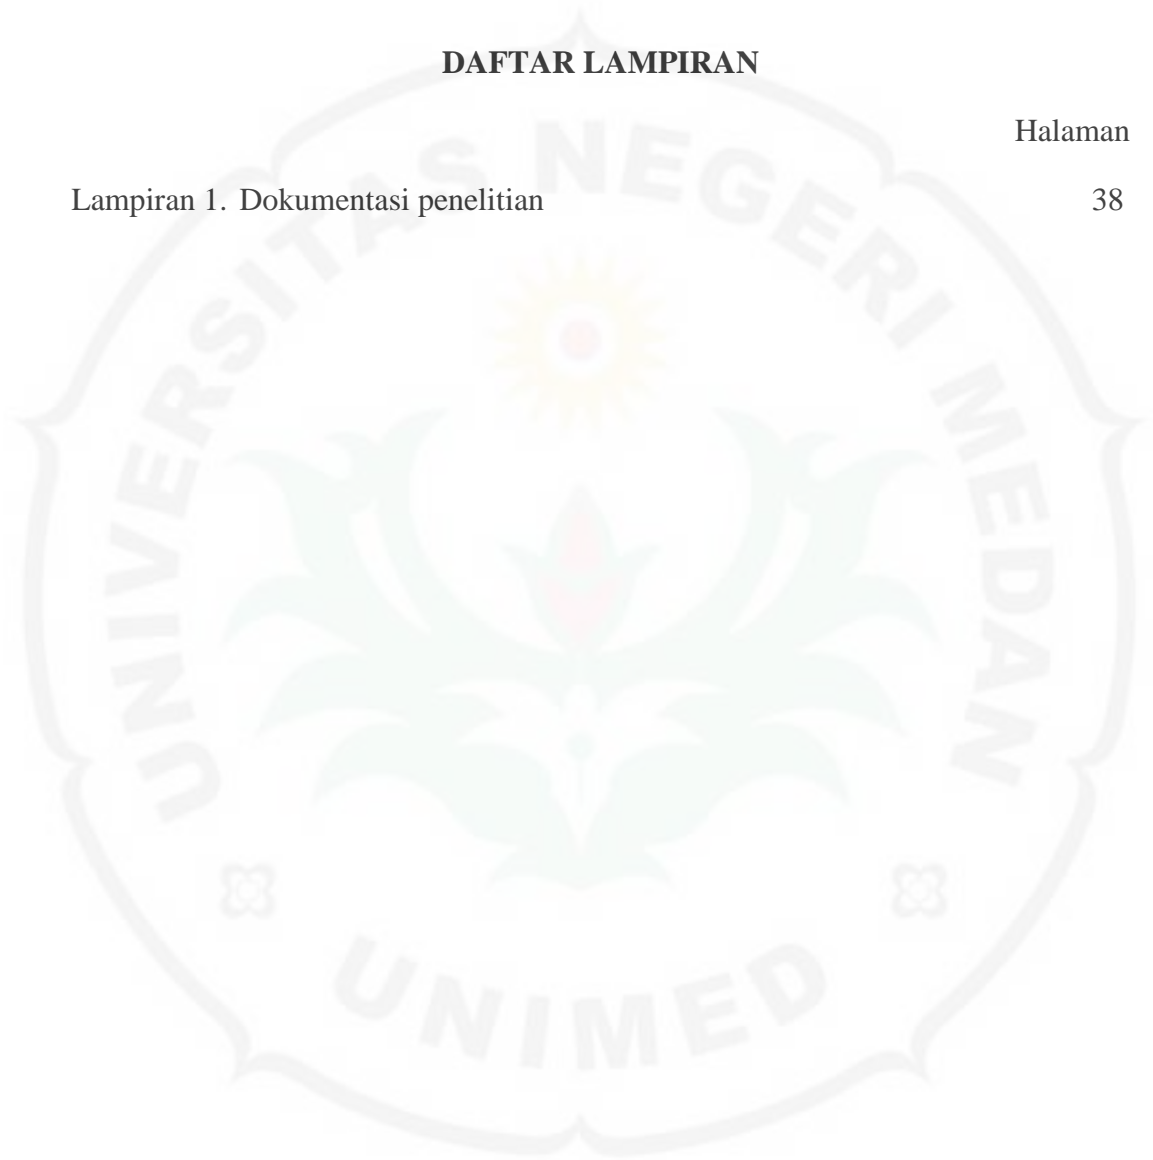 DAFTAR LAMPIRAN
Halaman
Lampiran 1. Dokumentasi penelitian 38
UNIVERSITAS NEGERI MEDAN
UNIMED